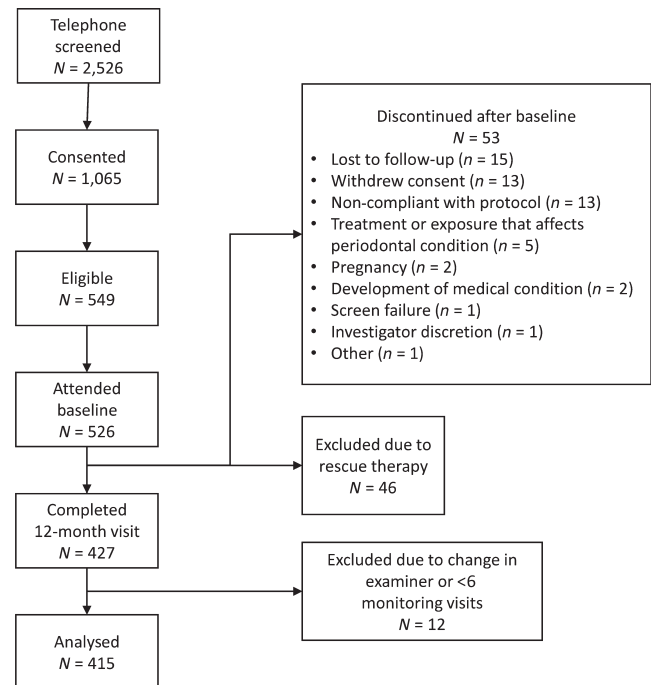 Telephone
screened
N = 2,526
Consented
N = 1,065
Eligible
N = 549
Attended
baseline
N = 526
Discontinued after baseline
N = 53
• Lost to follow-up (n = 15)
• Withdrew consent (n = 13)
• Non-compliant with protocol (n = 13)
• Treatment or exposure that affects
periodontal condition (n = 5)
• Pregnancy (n = 2)
• Development of medical condition (n = 2)
• Screen failure (n = 1)
• Investigator discretion (n = 1)
• Other (n = 1)
Excluded due to
rescue therapy
N = 46
Completed
12-month visit
N = 427
Excluded due to change in
examiner or <6
monitoring visits
N = 12
Analysed
N = 415